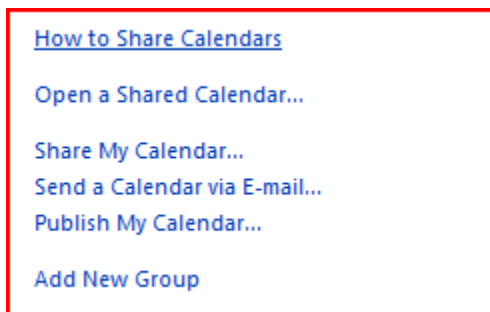 How to Share Calendars
Open a Shared Calendar...
Share My Calendar...
Send a Calendar via E-mail...
Publish My Calendar...
Add New Group